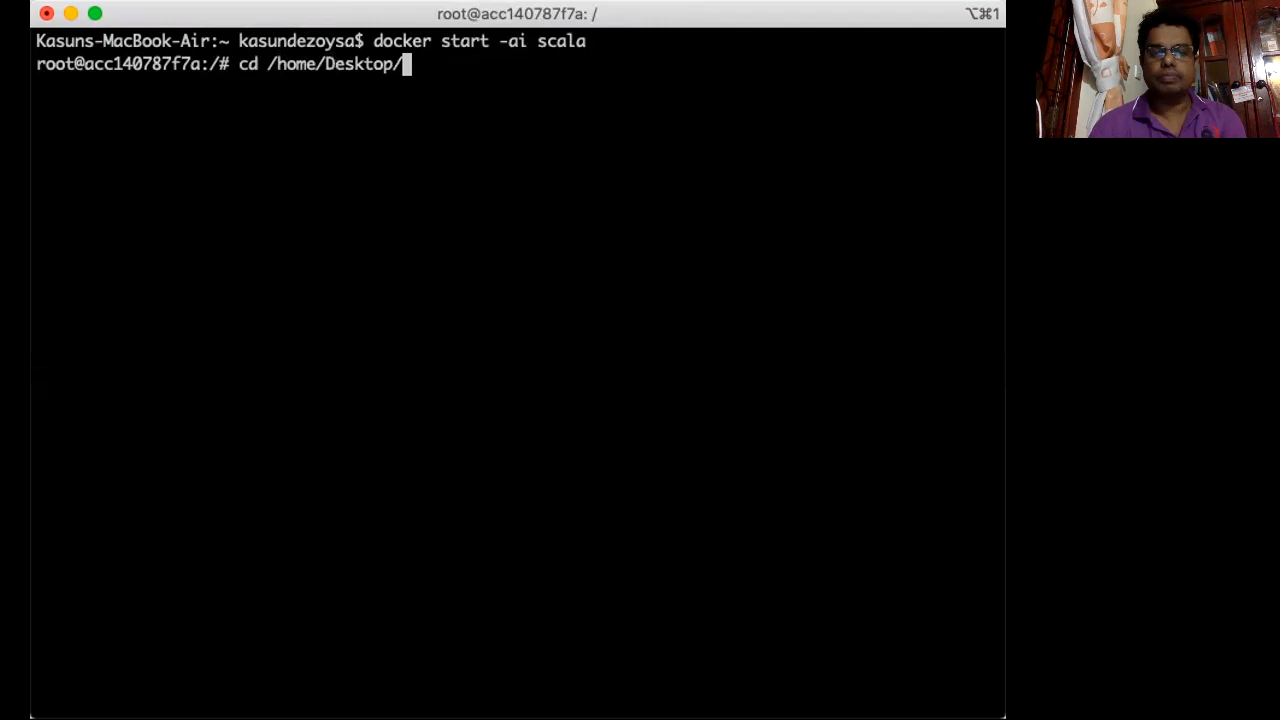 root@acc140787f7a: /
⌥⌘1
Kasuns-MacBook-Air:~ kasundezoysa$ docker start -ai scala
root@acc140787f7a:/# cd /home/Desktop/